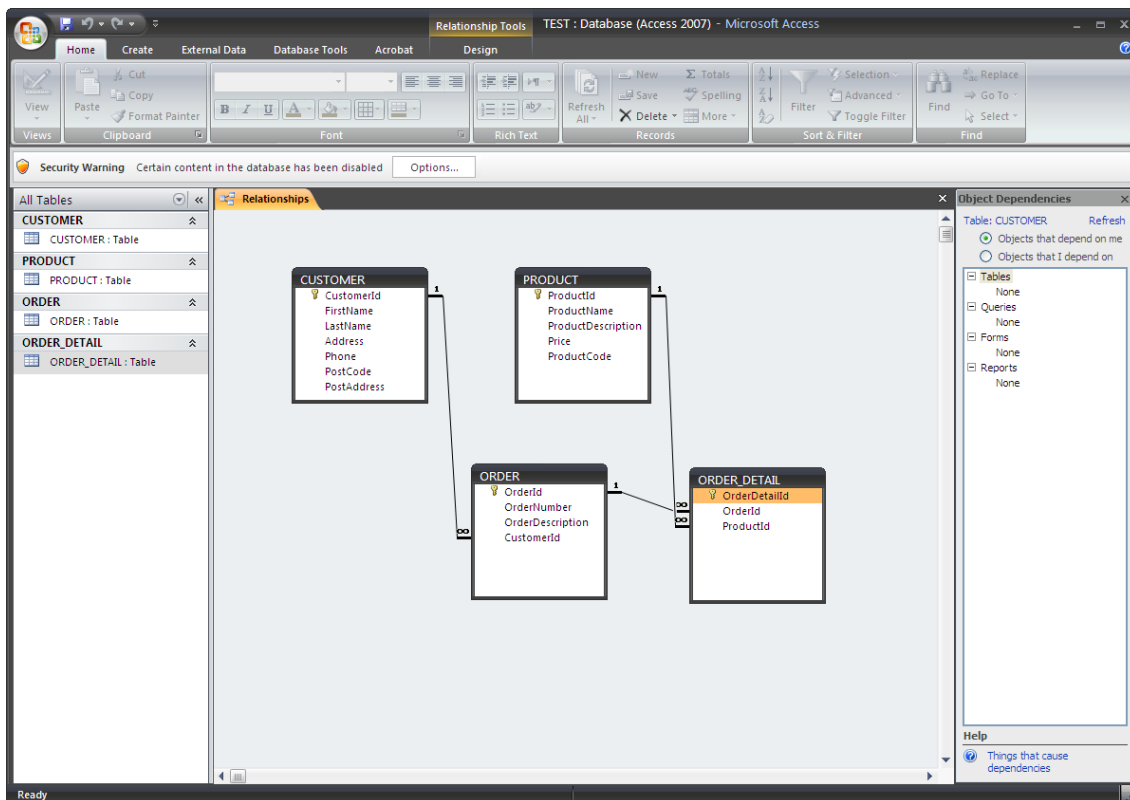 Relationship Tools
TEST : Database (Access 2007) - Microsoft Access
Home Create External Data Database Tools Acrobat Design
View
Views
Paste
Cut
Copy
Format Painter
Clipboard
B I U
Font
Rich Text
Refresh All
New
Save
Delete
Totals
Spelling
More
Records
Filter
Selection
Advanced
Toggle Filter
Sort & Filter
Find
Replace
Go To
Select
Find
Security Warning Certain content in the database has been disabled Options...
All Tables
CUSTOMER
CUSTOMER : Table
PRODUCT
PRODUCT : Table
ORDER
ORDER : Table
ORDER_DETAIL
ORDER_DETAIL : Table
Relationships
CUSTOMER
CustomerId
FirstName
LastName
Address
Phone
PostCode
PostAddress
1
PRODUCT
ProductId
ProductName
ProductDescription
Price
ProductCode
1
ORDER
OrderId
OrderNumber
OrderDescription
CustomerId
∞
1
ORDER_DETAIL
OrderDetailId
OrderId
ProductId
∞
∞
Object Dependencies
Table: CUSTOMER Refresh
Objects that depend on me
Objects that I depend on
Tables
None
Queries
None
Forms
None
Reports
None
Help
Things that cause
dependencies
Ready